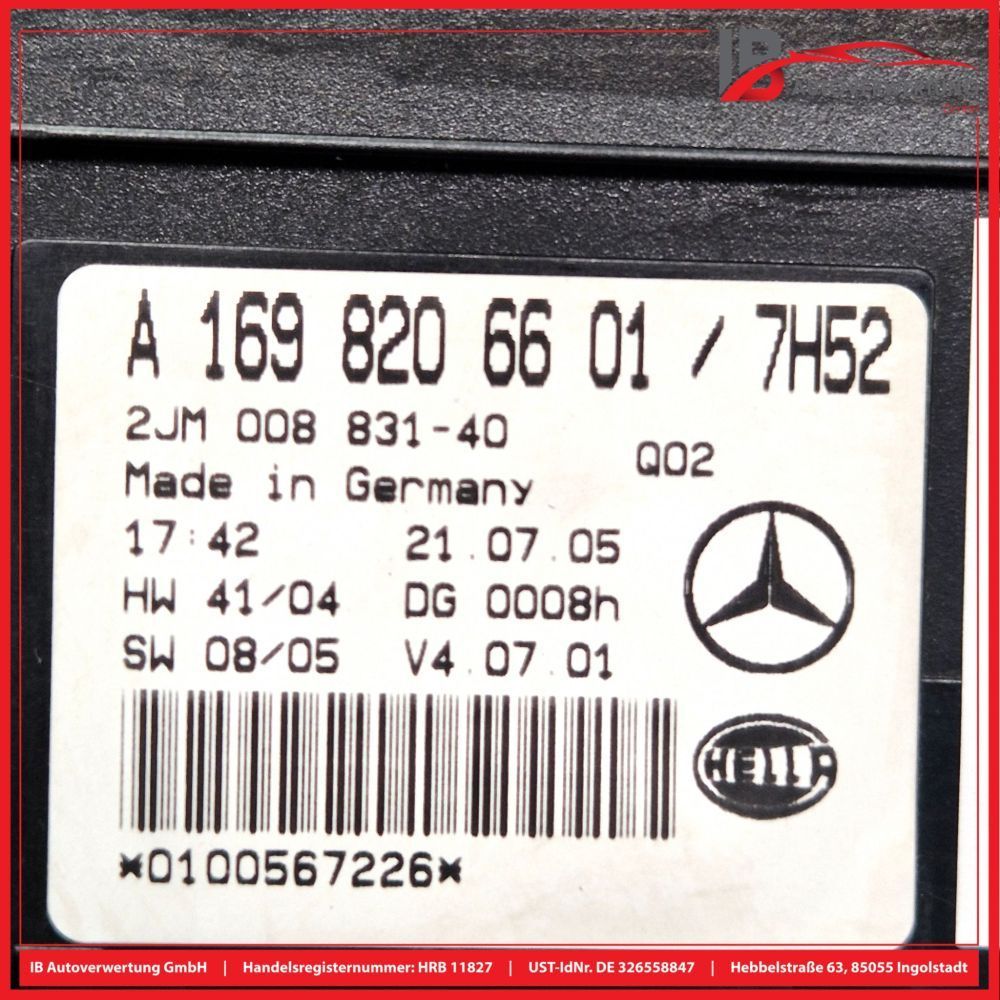 IB
A 169 820 66 01 / 7H52
2JM 008 831-40
Q02
Made in Germany
17:42 21.07.05
HW 41/04 DG 0008h
SW 08/05 V4.07.01
HELLA
*0100567226*
IB Autoverwertung GmbH | Handelsregisternummer: HRB 11827 | UST-IdNr. DE 326558847 | Hebbelstraße 63, 85055 Ingolstadt